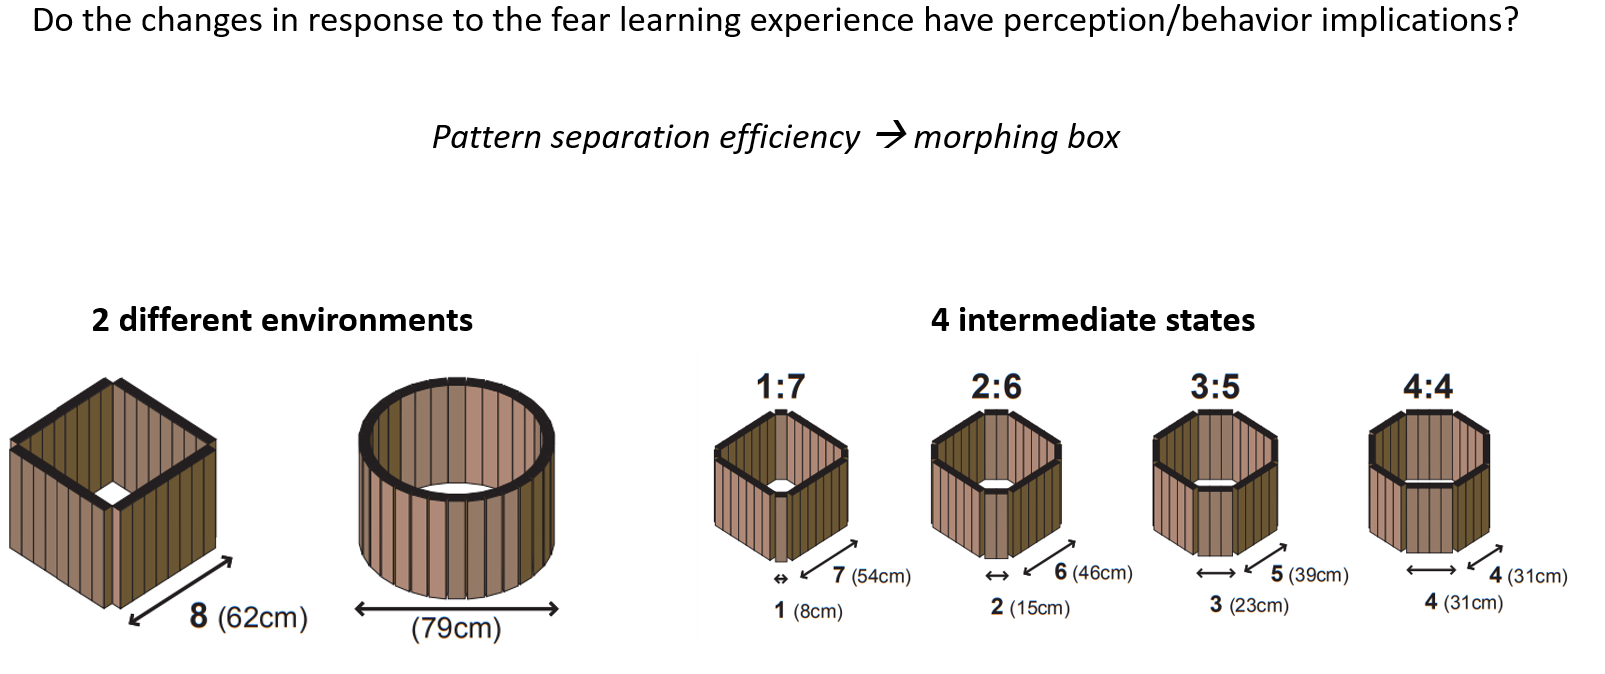 Do the changes in response to the fear learning experience have perception/behavior implications?
Pattern separation efficiency → morphing box
2 different environments
4 intermediate states
1:7
2:6
3:5
4:4
8 (62cm)
(79cm)
7 (54cm)
1 (8cm)
6 (46cm)
2 (15cm)
5 (39cm)
3 (23cm)
4 (31cm)
4 (31cm)